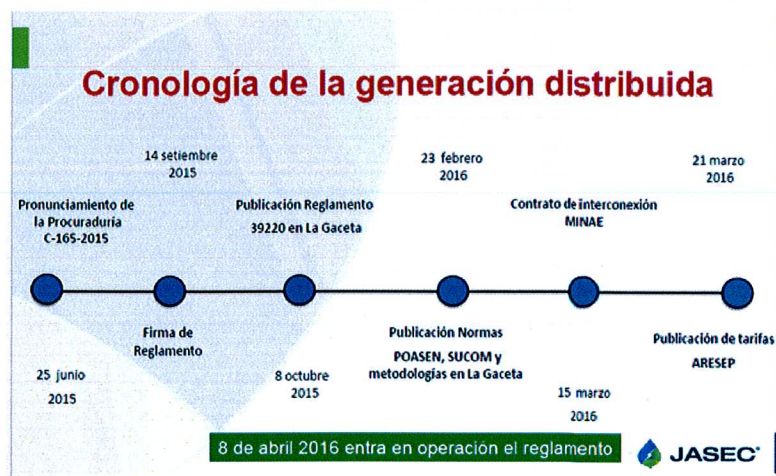 Cronología de la generación distribuida
14 setiembre
2015
23 febrero
2016
21 marzo
2016
Pronunciamiento de
la Procuraduría
C-165-2015
Publicación Reglamento
39220 en La Gaceta
Contrato de interconexión
MINAE
Firma de
Reglamento
Publicación Normas
POASEN, SUCOM y
metodologías en La Gaceta
Publicación de tarifas
ARESEP
25 junio
2015
8 octubre
2015
15 marzo
2016
8 de abril 2016 entra en operación el reglamento
JASEC